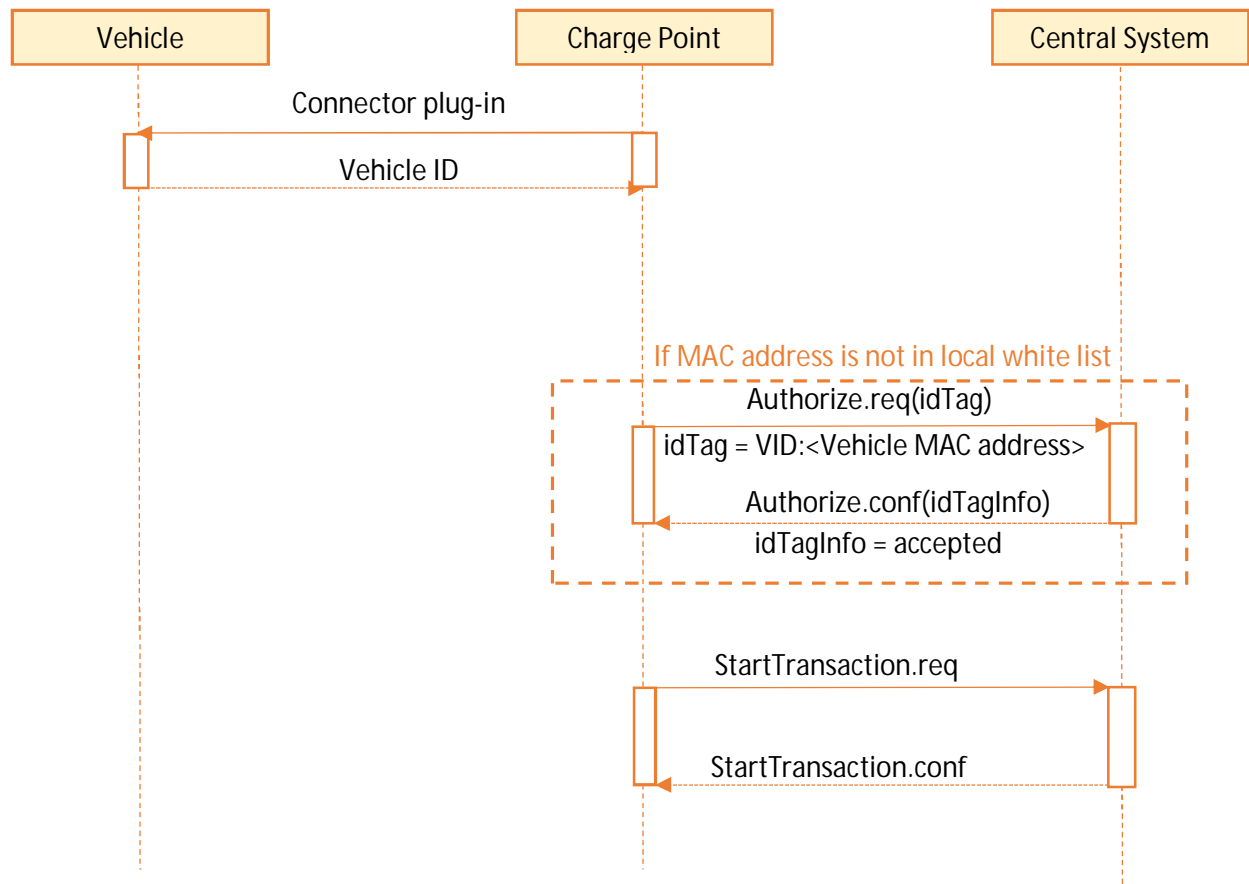 Vehicle
Charge Point
Central System
Connector plug-in
Vehicle ID
If MAC address is not in local white list
Authorize.req(idTag)
idTag = VID:<Vehicle MAC address>
Authorize.conf(idTagInfo)
idTagInfo = accepted
StartTransaction.req
StartTransaction.conf